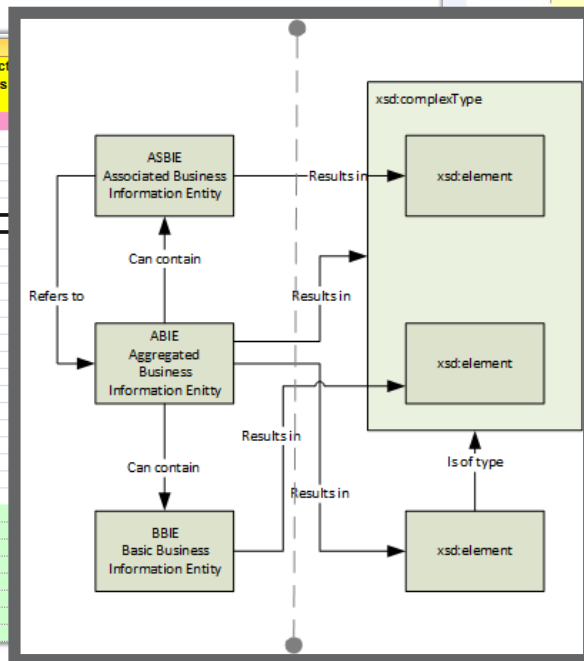 xsd:complexType
ASBIE
Associated Business
Information Entity
Results in
xsd:element
Can contain
Refers to
Results in
ABIE
Aggregated
Business
Information Entity
xsd:element
Results in
Can contain
Is of type
Results in
BBIE
Basic Business
Information Entity
xsd:element